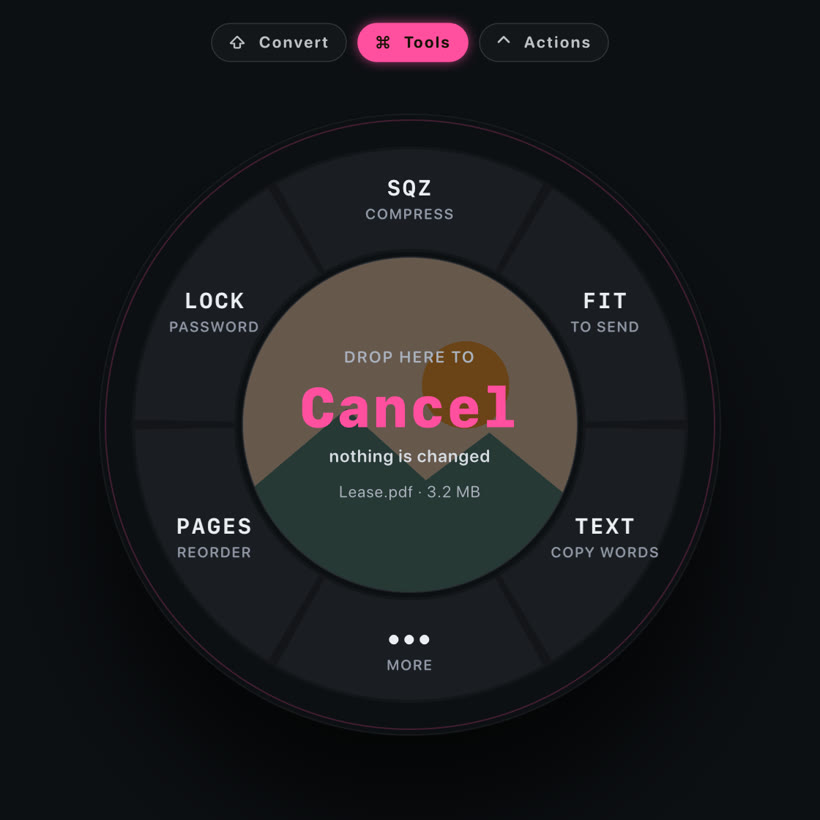 ⇧ Convert
⌘ Tools
⌃ Actions
SQZ
COMPRESS
LOCK
PASSWORD
FIT
TO SEND
DROP HERE TO
Cancel
nothing is changed
Lease.pdf · 3.2 MB
PAGES
REORDER
TEXT
COPY WORDS
●●●
MORE